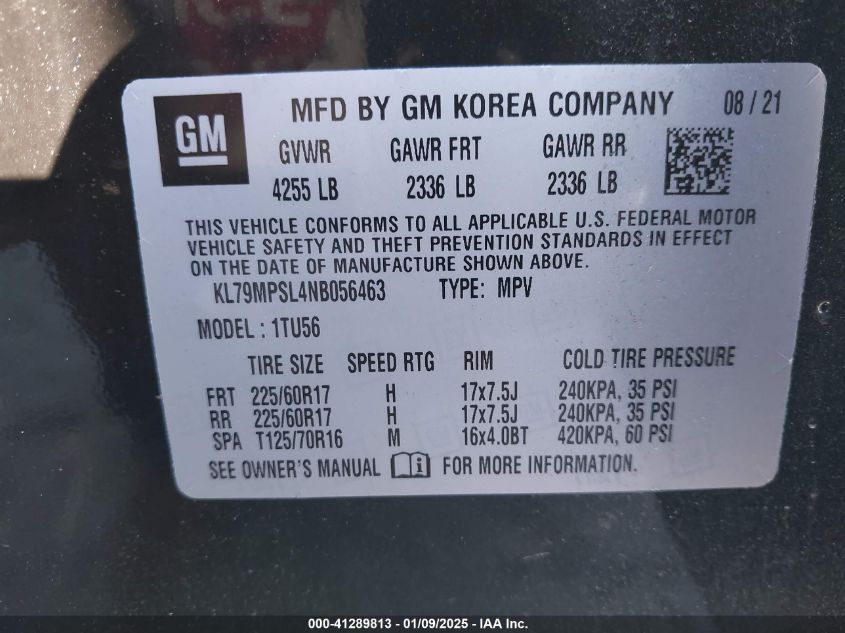 GM
MFD BY GM KOREA COMPANY 08 / 21
GVWR GAWR FRT GAWR RR
4255 LB 2336 LB 2336 LB
THIS VEHICLE CONFORMS TO ALL APPLICABLE U.S. FEDERAL MOTOR
VEHICLE SAFETY AND THEFT PREVENTION STANDARDS IN EFFECT
ON THE DATE OF MANUFACTURE SHOWN ABOVE.
KL79MPSL4NB056463 TYPE: MPV
MODEL : 1TU56
TIRE SIZE SPEED RTG RIM COLD TIRE PRESSURE
FRT 225/60R17 H 17x7.5J 240KPA, 35 PSI
RR 225/60R17 H 17x7.5J 240KPA, 35 PSI
SPA T125/70R16 M 16x4.0BT 420KPA, 60 PSI
SEE OWNER'S MANUAL i FOR MORE INFORMATION.
000-41289813 - 01/09/2025 - IAA Inc.